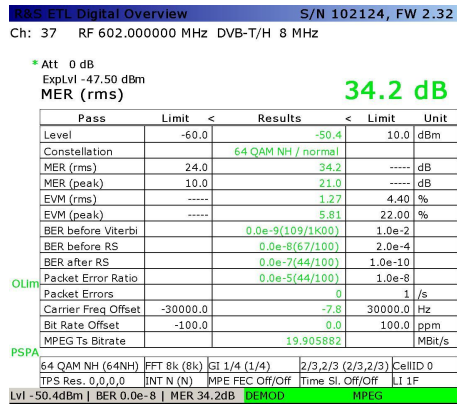 R&S ETL Digital Overview S/N 102124, FW 2.32
Ch: 37 RF 602.000000 MHz DVB-T/H 8 MHz
* Att 0 dB
ExpLvl -47.50 dBm
MER (rms) 34.2 dB
Pass Limit < Results < Limit Unit
Level -60.0 -50.4 10.0 dBm
Constellation 64 QAM NH / normal
MER (rms) 24.0 34.2 ----- dB
MER (peak) 10.0 21.0 ----- dB
EVM (rms) ----- 1.27 4.40 %
EVM (peak) ----- 5.81 22.00 %
BER before Viterbi 0.0e-9(109/1K00) 1.0e-2
BER before RS 0.0e-8(67/100) 2.0e-4
BER after RS 0.0e-7(44/100) 1.0e-10
OLim
Packet Error Ratio 0.0e-5(44/100) 1.0e-8
Packet Errors 0 1 /s
Carrier Freq Offset -30000.0 -7.8 30000.0 Hz
Bit Rate Offset -100.0 0.0 100.0 ppm
MPEG Ts Bitrate 19.905882 MBit/s
PSPA
64 QAM NH (64NH) FFT 8k (8k) GI 1/4 (1/4) 2/3,2/3 (2/3,2/3) CellID 0
TPS Res. 0,0,0,0 INT N (N) MPE FEC Off/Off Time Sl. Off/Off LI 1F
Lvl -50.4dBm | BER 0.0e-8 | MER 34.2dB DEMOD MPEG